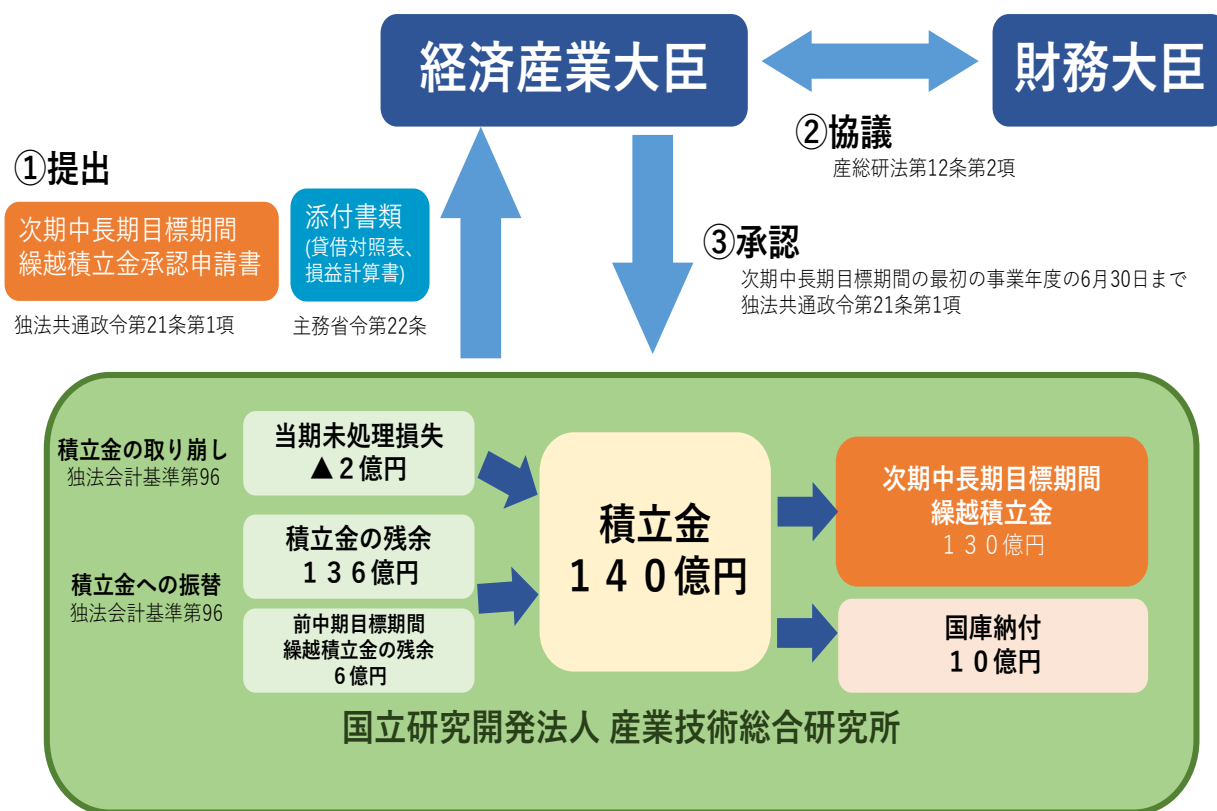 経済産業大臣
財務大臣
①提出
②協議
産総研法第12条第2項
次期中長期目標期間
繰越積立金承認申請書
添付書類
(貸借対照表、
損益計算書)
独法共通政令第21条第1項
主務省令第22条
③承認
次期中長期目標期間の最初の事業年度の6月30日まで
独法共通政令第21条第1項
積立金の取り崩し
独法会計基準第96
当期未処理損失
▲２億円
積立金への振替
独法会計基準第96
積立金の残余
１３６億円
前中期目標期間
繰越積立金の残余
６億円
積立金
１４０億円
次期中長期目標期間
繰越積立金
１３０億円
国庫納付
１０億円
国立研究開発法人 産業技術総合研究所